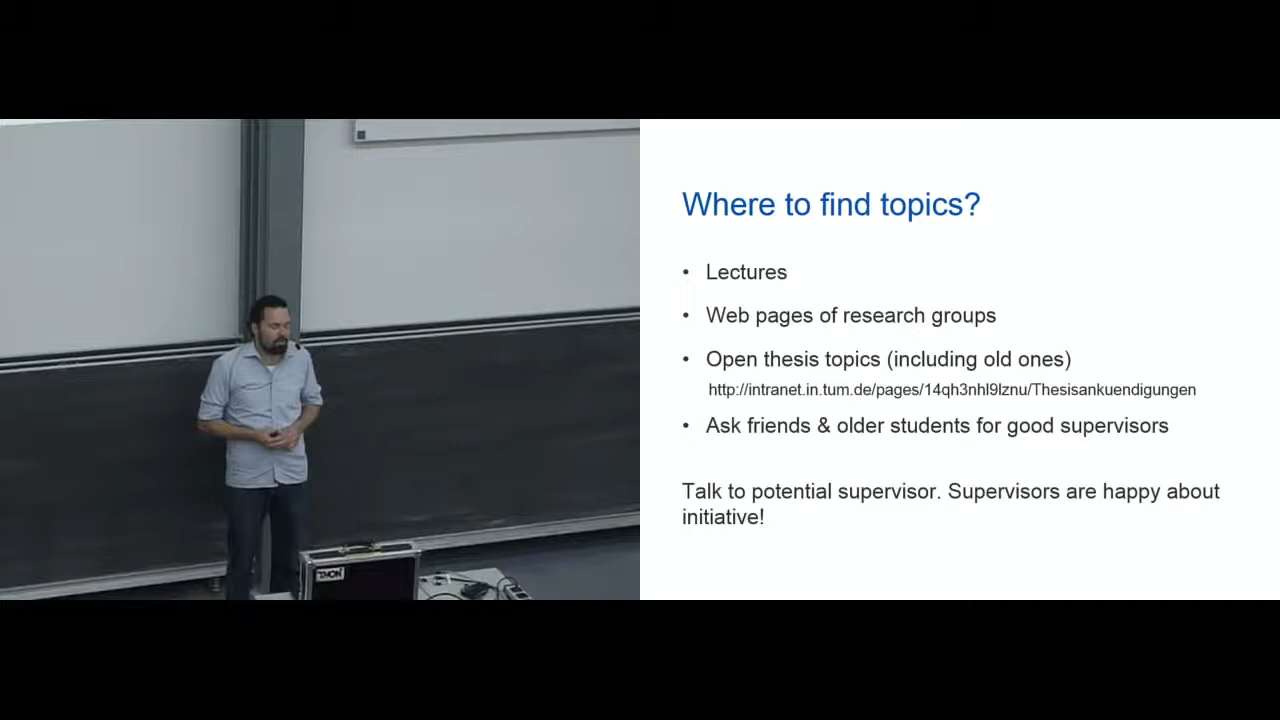 Where to find topics?
• Lectures
• Web pages of research groups
• Open thesis topics (including old ones)
http://intranet.in.tum.de/pages/14qh3nhl9lznu/Thesisankuendigungen
• Ask friends & older students for good supervisors
Talk to potential supervisor. Supervisors are happy about
initiative!
THON